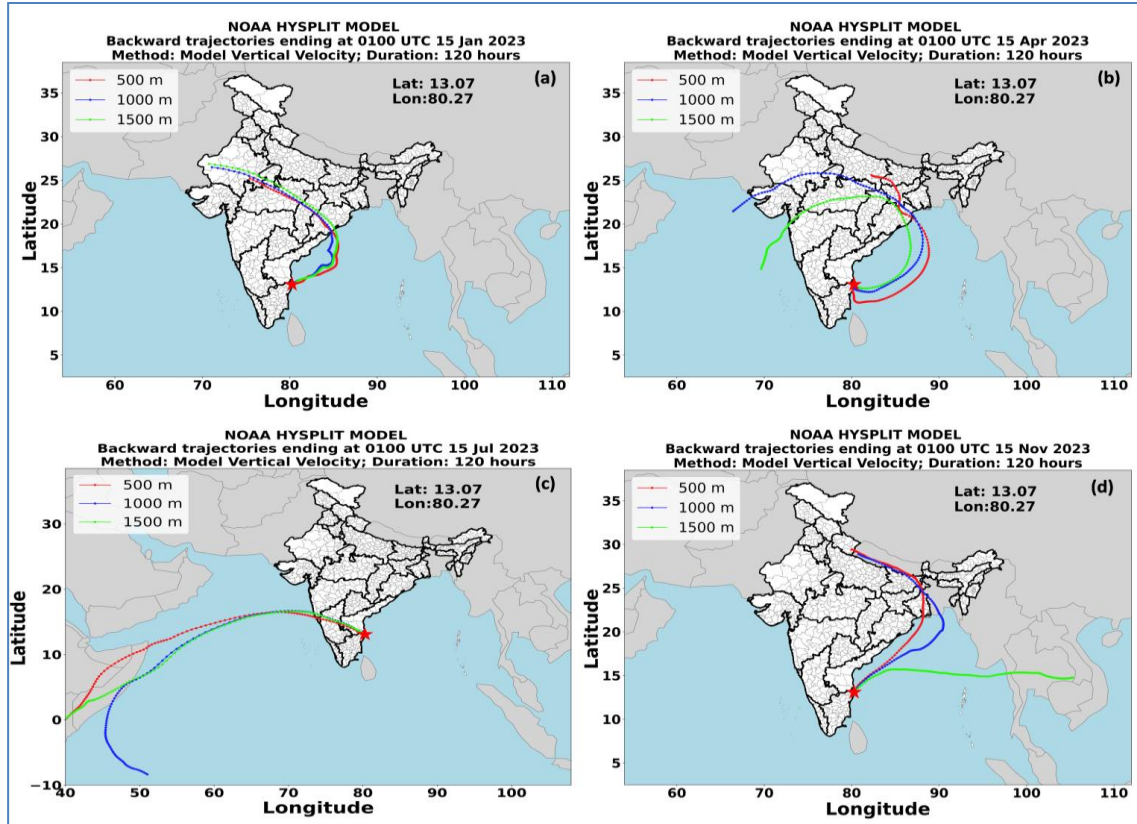 NOAA HYSPLIT MODEL
Backward trajectories ending at 0100 UTC 15 Jan 2023
Method: Model Vertical Velocity; Duration: 120 hours
500 m
1000 m
1500 m
Lat: 13.07
Lon:80.27
(a)
35
30
25
20
15
10
5
Latitude
60
70
80
90
100
110
Longitude
NOAA HYSPLIT MODEL
Backward trajectories ending at 0100 UTC 15 Apr 2023
Method: Model Vertical Velocity; Duration: 120 hours
500 m
1000 m
1500 m
Lat: 13.07
Lon:80.27
(b)
35
30
25
20
15
10
5
Latitude
60
70
80
90
100
110
Longitude
NOAA HYSPLIT MODEL
Backward trajectories ending at 0100 UTC 15 Jul 2023
Method: Model Vertical Velocity; Duration: 120 hours
500 m
1000 m
1500 m
Lat: 13.07
Lon:80.27
(c)
30
20
10
0
−10
Latitude
40
50
60
70
80
90
100
Longitude
NOAA HYSPLIT MODEL
Backward trajectories ending at 0100 UTC 15 Nov 2023
Method: Model Vertical Velocity; Duration: 120 hours
500 m
1000 m
1500 m
Lat: 13.07
Lon:80.27
(d)
35
30
25
20
15
10
5
Latitude
60
70
80
90
100
110
Longitude